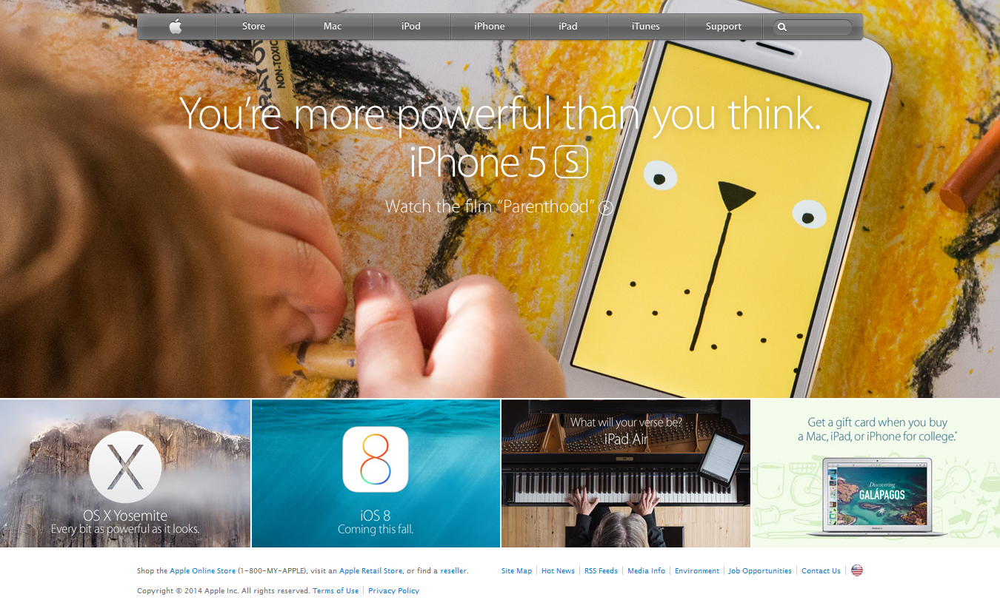 Store
Mac
iPod
iPhone
iPad
iTunes
Support
CRAYON
NON-TOXIC
You’re more powerful than you think.
iPhone 5 S
Watch the film “Parenthood”
X
OS X Yosemite
Every bit as powerful as it looks.
8
iOS 8
Coming this fall.
What will your verse be?
iPad Air
Get a gift card when you buy
a Mac, iPad, or iPhone for college.*
Discovering
GALÁPAGOS
Shop the Apple Online Store (1-800-MY-APPLE), visit an Apple Retail Store, or find a reseller.
Site Map | Hot News | RSS Feeds | Media Info | Environment | Job Opportunities | Contact Us |
Copyright © 2014 Apple Inc. All rights reserved. Terms of Use | Privacy Policy